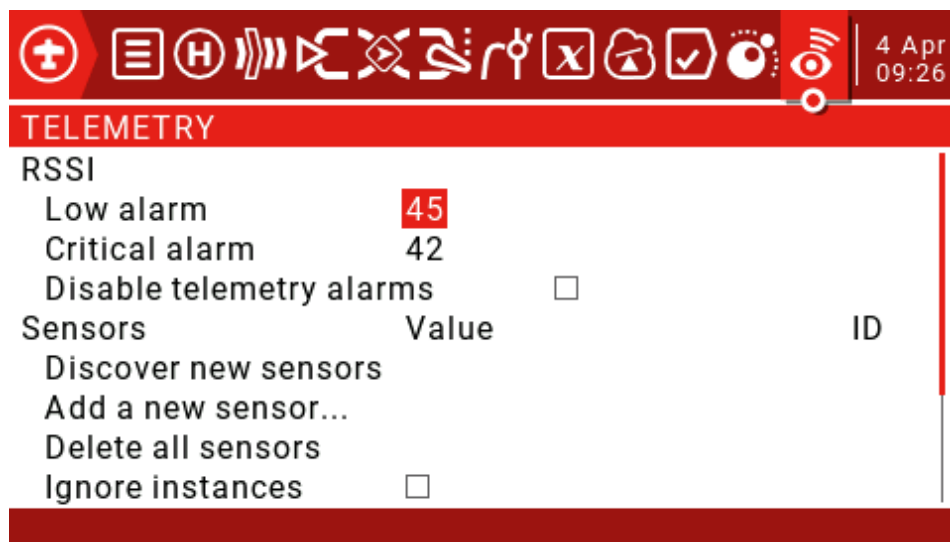 4 Apr
09:26
TELEMETRY
RSSI
Low alarm 45
Critical alarm 42
Disable telemetry alarms
Sensors Value ID
Discover new sensors
Add a new sensor...
Delete all sensors
Ignore instances